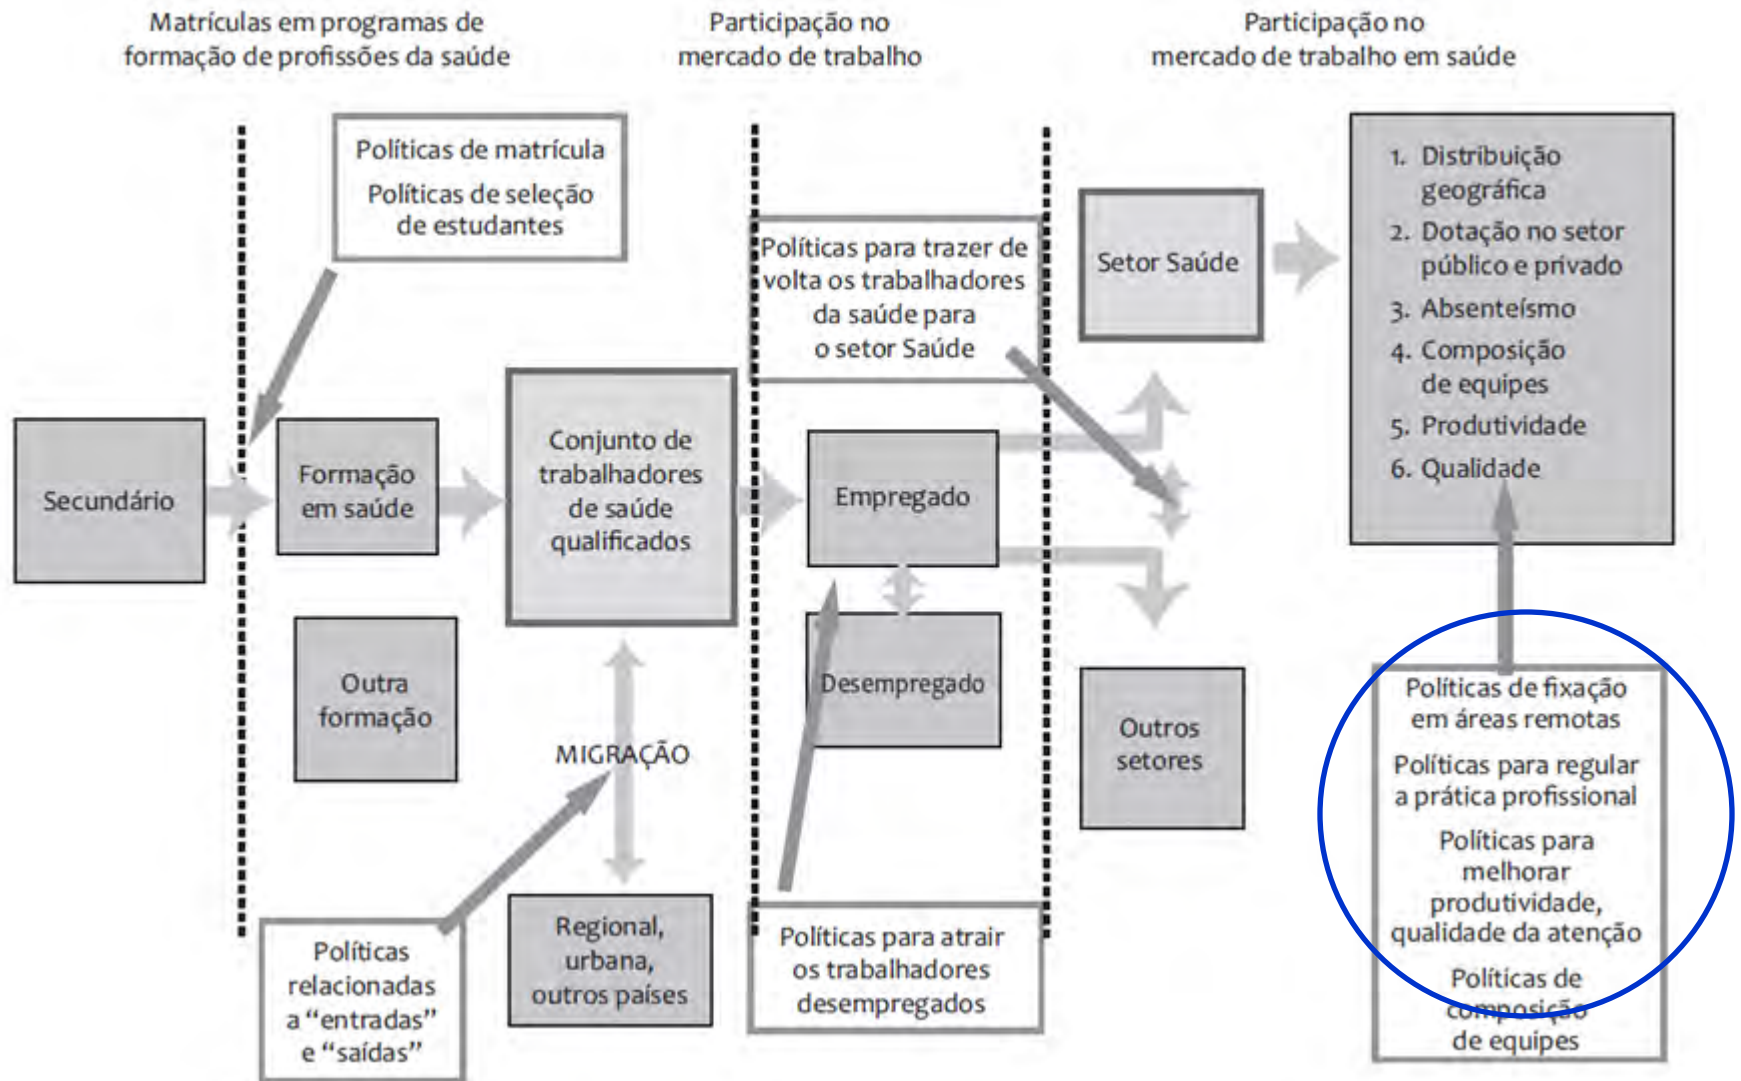 Matrículas em programas de
formação de profissões da saúde
Participação no
mercado de trabalho
Participação no
mercado de trabalho em saúde
Políticas de matrícula
Políticas de seleção
de estudantes
Políticas para trazer de
volta os trabalhadores
da saúde para
o setor Saúde
Setor Saúde
1. Distribuição
geográfica
2. Dotação no setor
público e privado
3. Absenteísmo
4. Composição
de equipes
5. Produtividade
6. Qualidade
Secundário
Formação
em saúde
Conjunto de
trabalhadores
de saúde
qualificados
Empregado
Outra
formação
Desempregado
Outros
setores
MIGRAÇÃO
Políticas
relacionadas
a “entradas”
e “saídas”
Regional,
urbana,
outros países
Políticas para atrair
os trabalhadores
desempregados
Políticas de fixação
em áreas remotas
Políticas para regular
a prática profissional
Políticas para
melhorar
produtividade,
qualidade da atenção
Políticas de
composição
de equipes